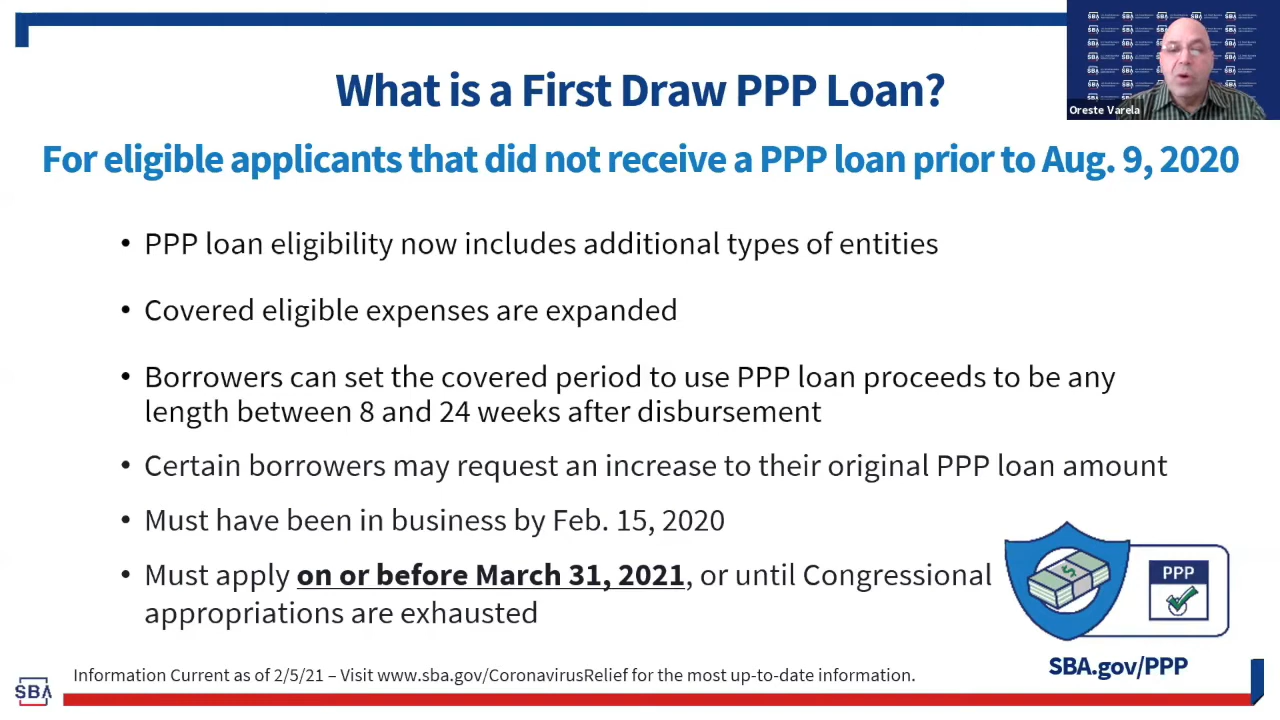 What is a First Draw PPP Loan?
Oreste Varela
For eligible applicants that did not receive a PPP loan prior to Aug. 9, 2020
• PPP loan eligibility now includes additional types of entities
• Covered eligible expenses are expanded
• Borrowers can set the covered period to use PPP loan proceeds to be any
length between 8 and 24 weeks after disbursement
• Certain borrowers may request an increase to their original PPP loan amount
• Must have been in business by Feb. 15, 2020
• Must apply on or before March 31, 2021, or until Congressional
appropriations are exhausted
PPP
SBA.gov/PPP
Information Current as of 2/5/21 – Visit www.sba.gov/CoronavirusRelief for the most up-to-date information.
SBA